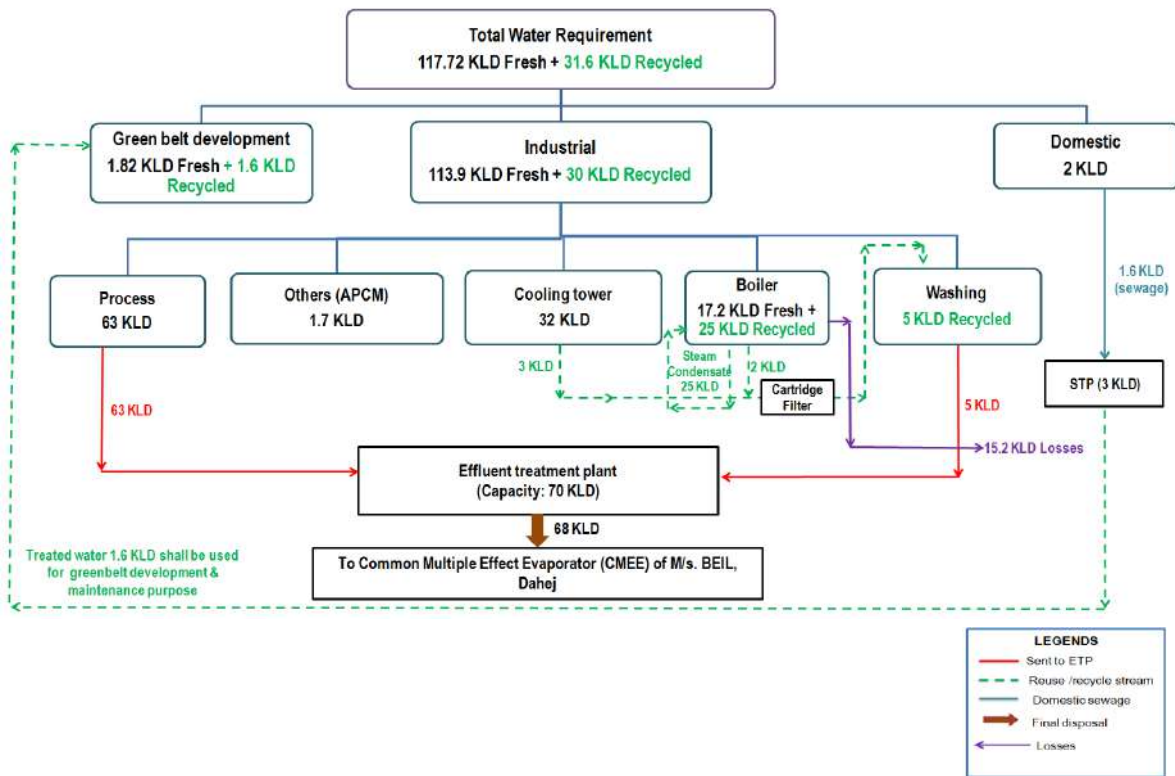 Total Water Requirement
117.72 KLD Fresh + 31.6 KLD Recycled
Green belt development
1.82 KLD Fresh + 1.6 KLD
Recycled
Industrial
113.9 KLD Fresh + 30 KLD Recycled
Domestic
2 KLD
Process
63 KLD
Others (APCM)
1.7 KLD
Cooling tower
32 KLD
Boiler
17.2 KLD Fresh +
25 KLD Recycled
Washing
5 KLD Recycled
1.6 KLD
(sewage)
3 KLD
Steam
Condensate
25 KLD
2 KLD
Cartridge
Filter
STP (3 KLD)
63 KLD
5 KLD
15.2 KLD Losses
Effluent treatment plant
(Capacity: 70 KLD)
68 KLD
To Common Multiple Effect Evaporator (CMEE) of M/s. BEIL,
Dahej
Treated water 1.6 KLD shall be used
for greenbelt development &
maintenance purpose
LEGENDS
Sent to ETP
Reuse /recycle stream
Domestic sewage
Final disposal
Losses